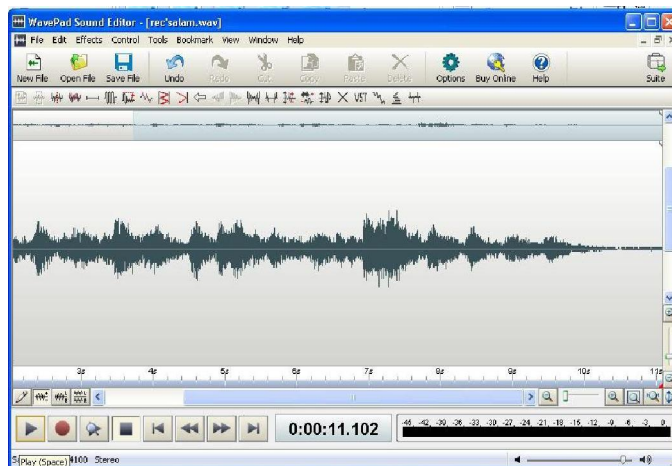 WavePad Sound Editor - [rec'salam.wav]
File Edit Effects Control Tools Bookmark View Window Help
New File Open File Save File Undo Redo Cut Copy Paste Delete Options Buy Online Help Suite
VST
3s 4s 5s 6s 7s 8s 9s 10s 11s
0:00:11.102
-45, -42, -39, -36, -33, -30, -27, -24, -21, -18, -15, -12, -9, -6, -3, 0
Play (Space) 4100 Stereo